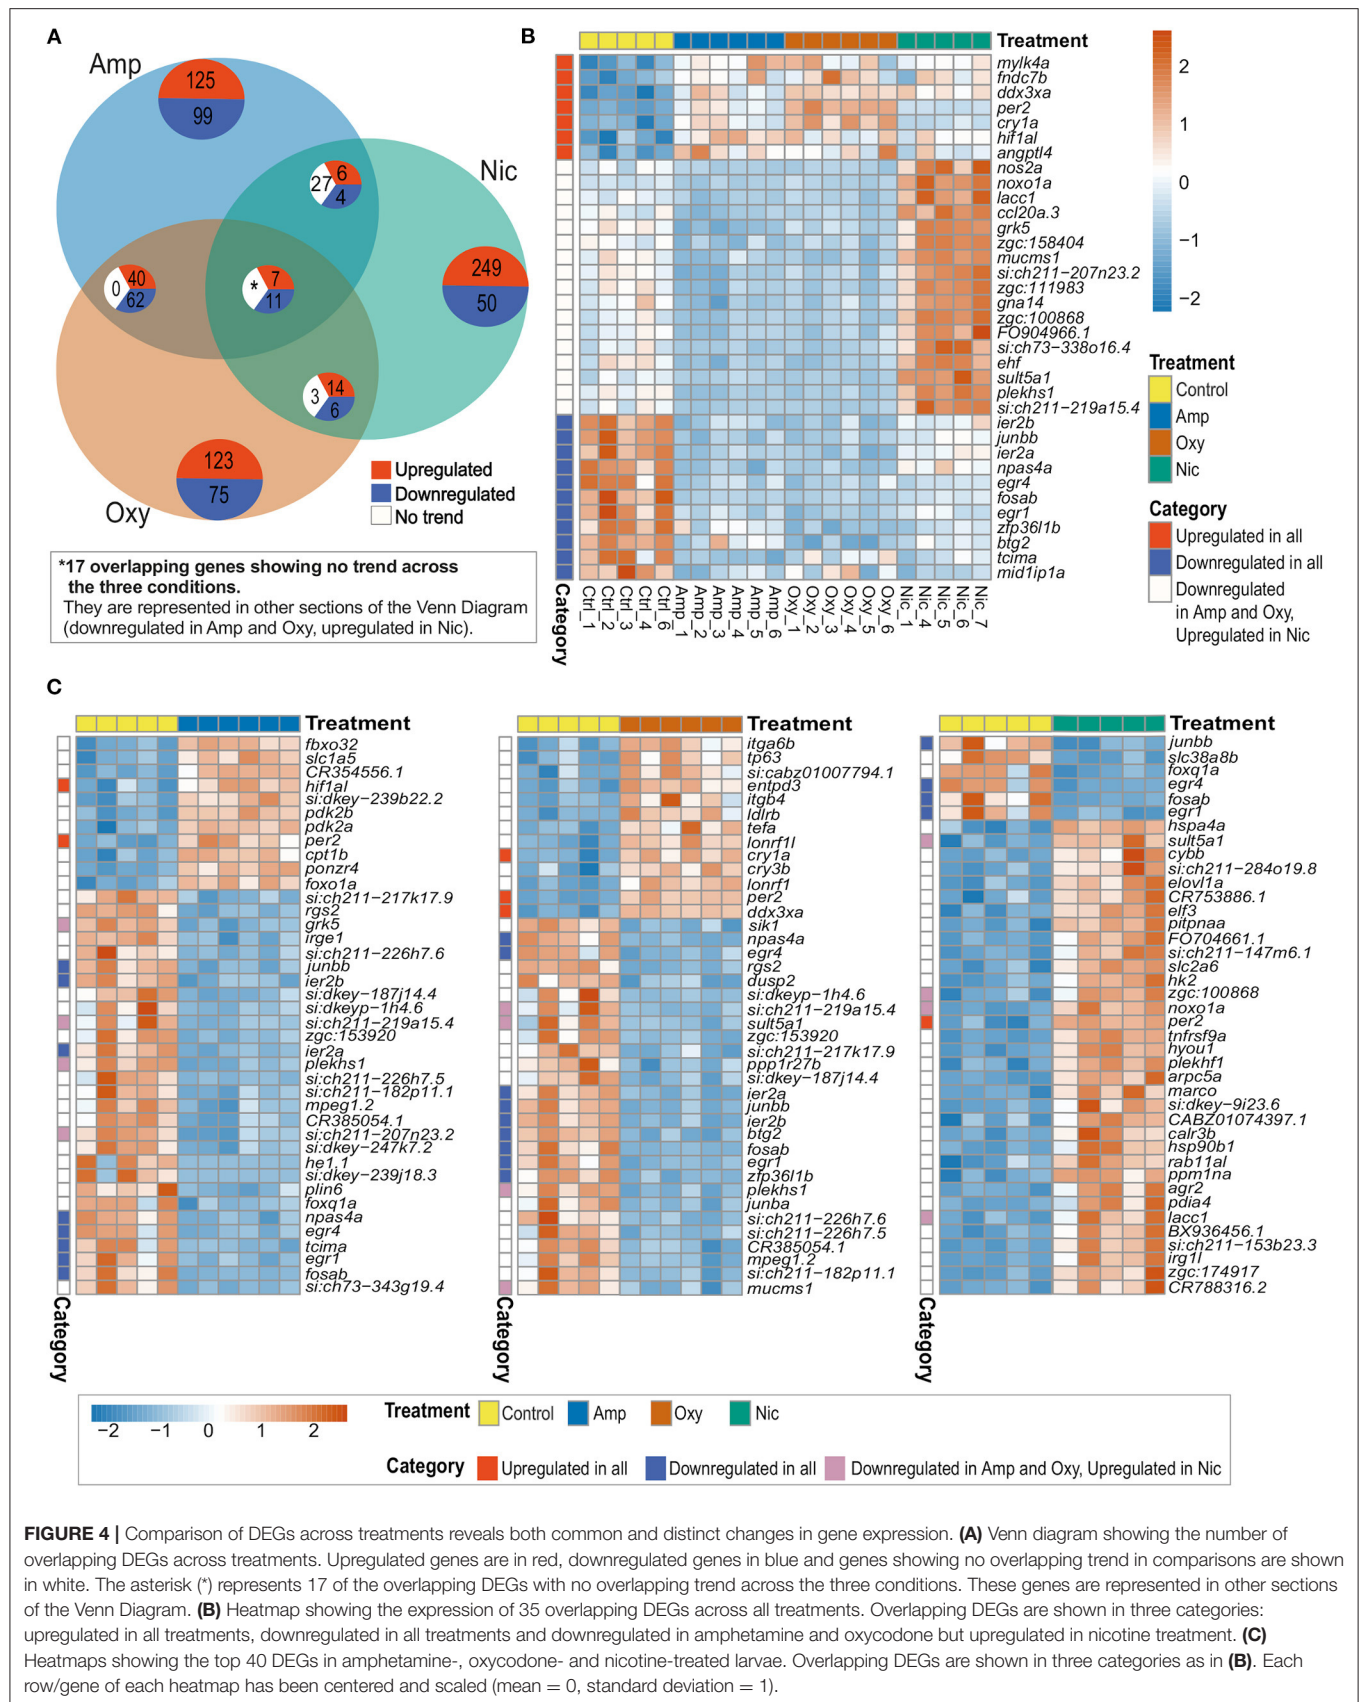 A
Amp
125
99
Nic
6
27
4
249
50
40
0
62
7
*
11
14
3
6
123
75
Oxy
Upregulated
Downregulated
No trend
*17 overlapping genes showing no trend across
the three conditions.
They are represented in other sections of the Venn Diagram
(downregulated in Amp and Oxy, upregulated in Nic).
B
Treatment
mylk4a
fndc7b
ddx3xa
per2
cry1a
hif1al
angptl4
nos2a
noxo1a
lacc1
ccl20a.3
grk5
zgc:158404
mucms1
si:ch211-207n23.2
zgc:111983
gna14
zgc:100868
FO904966.1
si:ch73-338o16.4
ehf
sult5a1
plekhs1
si:ch211-219a15.4
ier2b
junbb
ier2a
npas4a
egr4
fosab
egr1
zfp36l1b
btg2
tcima
mid1ip1a
Category
Ctrl_1
Ctrl_2
Ctrl_3
Ctrl_4
Ctrl_6
Amp_1
Amp_2
Amp_3
Amp_4
Amp_5
Amp_6
Oxy_1
Oxy_2
Oxy_3
Oxy_4
Oxy_5
Oxy_6
Nic_1
Nic_4
Nic_5
Nic_6
Nic_7
2
1
0
−1
−2
Treatment
Control
Amp
Oxy
Nic
Category
Upregulated in all
Downregulated in all
Downregulated
in Amp and Oxy,
Upregulated in Nic
C
Treatment
fbxo32
slc1a5
CR354556.1
hif1al
si:dkey-239b22.2
pdk2b
pdk2a
per2
cpt1b
ponzr4
foxo1a
si:ch211-217k17.9
rgs2
grk5
irge1
si:ch211-226h7.6
junbb
ier2b
si:dkey-187j14.4
si:dkeyp-1h4.6
si:ch211-219a15.4
zgc:153920
ier2a
plekhs1
si:ch211-226h7.5
si:ch211-182p11.1
mpeg1.2
CR385054.1
si:ch211-207n23.2
si:dkey-247k7.2
he1.1
si:dkey-239j18.3
plin6
foxq1a
npas4a
egr4
tcima
egr1
fosab
si:ch73-343g19.4
Category
Treatment
itga6b
tp63
si:cabz01007794.1
entpd3
itgb4
ldlrb
tefa
lonrf1l
cry1a
cry3b
lonrf1
per2
ddx3xa
sik1
npas4a
egr4
rgs2
dusp2
si:dkeyp-1h4.6
si:ch211-219a15.4
sult5a1
zgc:153920
si:ch211-217k17.9
ppp1r27b
si:dkey-187j14.4
ier2a
junbb
ier2b
btg2
fosab
egr1
zfp36l1b
plekhs1
junba
si:ch211-226h7.6
si:ch211-226h7.5
CR385054.1
mpeg1.2
si:ch211-182p11.1
mucms1
Category
Treatment
junbb
slc38a8b
foxq1a
egr4
fosab
egr1
hspa4a
sult5a1
cybb
si:ch211-284o19.8
elovl1a
CR753886.1
elf3
pitpnaa
FO704661.1
si:ch211-147m6.1
slc2a6
hk2
zgc:100868
noxo1a
per2
tnfrsf9a
hyou1
plekhf1
arpc5a
marco
si:dkey-9i23.6
CABZ01074397.1
calr3b
hsp90b1
rab11al
ppm1na
agr2
pdia4
lacc1
BX936456.1
si:ch211-153b23.3
irg1l
zgc:174917
CR788316.2
Category
−2 −1 0 1 2
Treatment Control Amp Oxy Nic
Category Upregulated in all Downregulated in all Downregulated in Amp and Oxy, Upregulated in Nic
FIGURE 4 | Comparison of DEGs across treatments reveals both common and distinct changes in gene expression. (A) Venn diagram showing the number of
overlapping DEGs across treatments. Upregulated genes are in red, downregulated genes in blue and genes showing no overlapping trend in comparisons are shown
in white. The asterisk (*) represents 17 of the overlapping DEGs with no overlapping trend across the three conditions. These genes are represented in other sections
of the Venn Diagram. (B) Heatmap showing the expression of 35 overlapping DEGs across all treatments. Overlapping DEGs are shown in three categories:
upregulated in all treatments, downregulated in all treatments and downregulated in amphetamine and oxycodone but upregulated in nicotine treatment. (C)
Heatmaps showing the top 40 DEGs in amphetamine-, oxycodone- and nicotine-treated larvae. Overlapping DEGs are shown in three categories as in (B). Each
row/gene of each heatmap has been centered and scaled (mean = 0, standard deviation = 1).